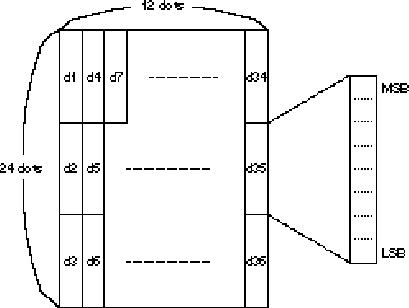 12 dots
d1 d4 d7 d34
MSB
24 dots d2 d5 d35
d3 d6 d36
LSB